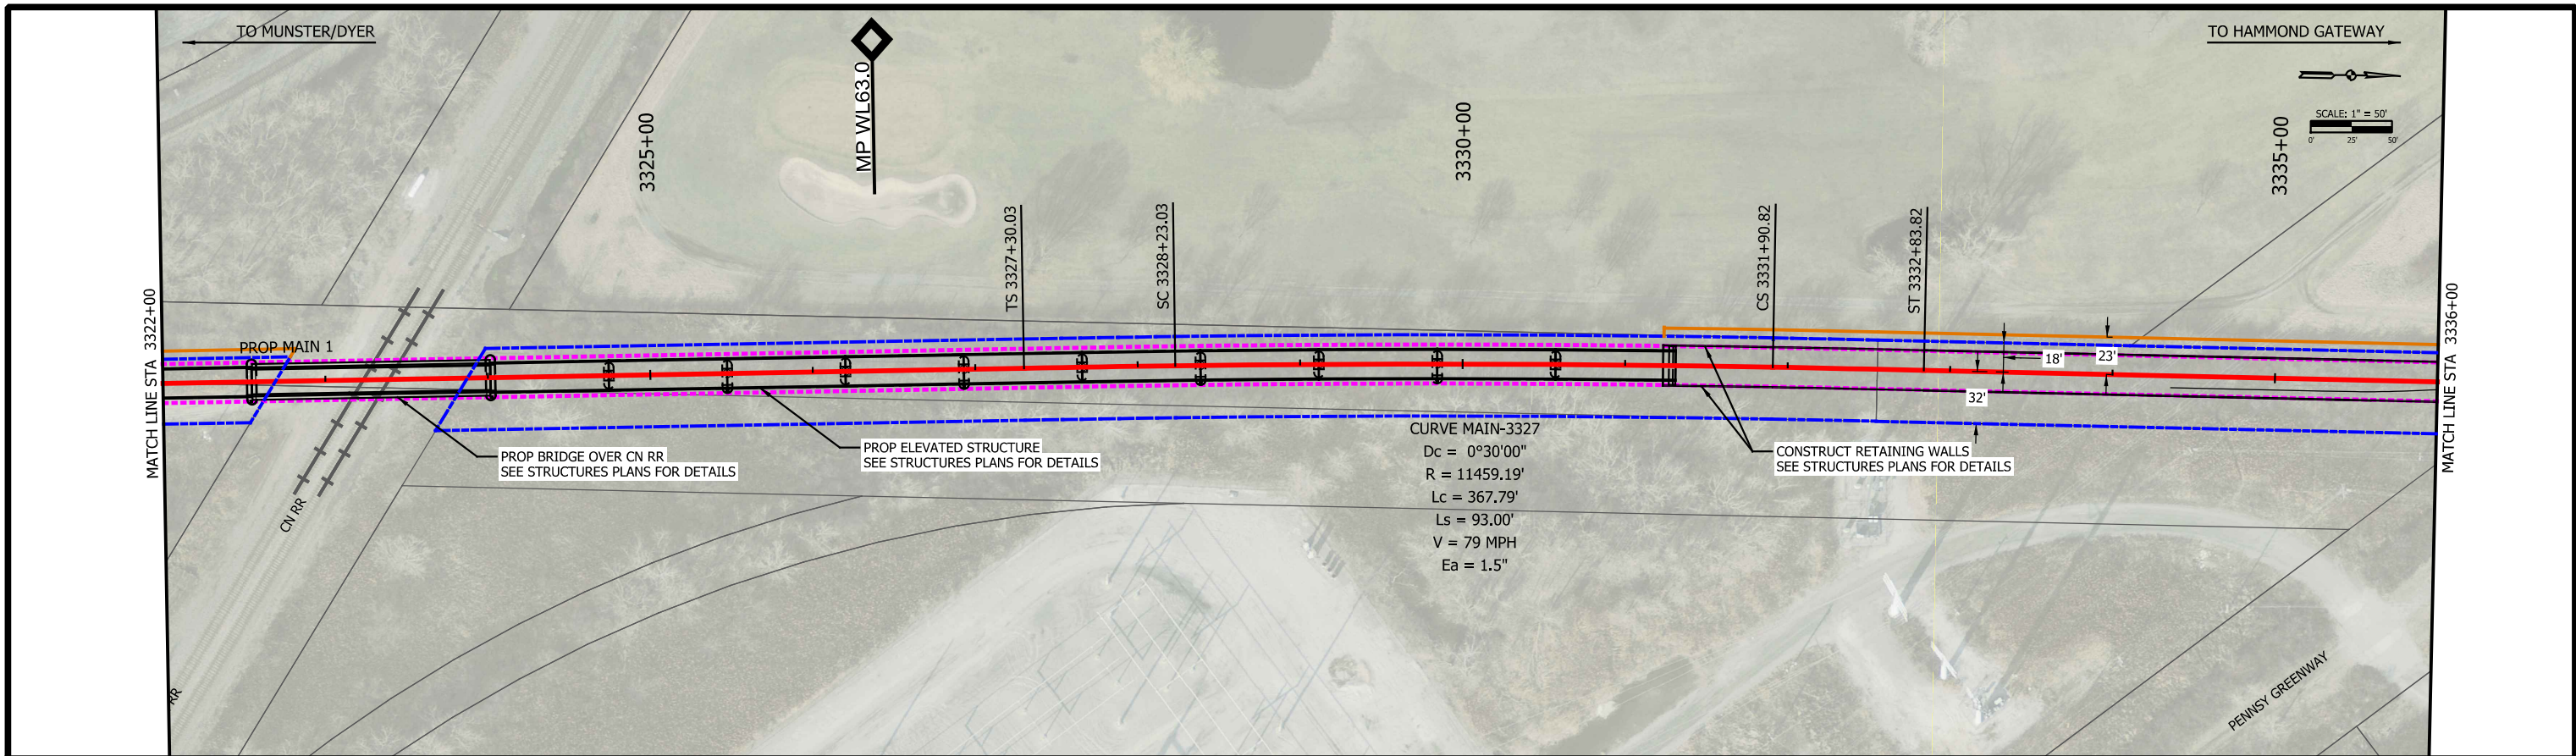 TO MUNSTER/DYER
TO HAMMOND GATEWAY
SCALE: 1" = 50'
0' 25' 50'
MP WL63.0
3325+00
3330+00
3335+00
TS 3327+30.03
SC 3328+23.03
CS 3331+90.82
ST 3332+83.82
MATCH LINE STA 3322+00
MATCH LINE STA 3336+00
PROP MAIN 1
18'
23'
32'
PROP BRIDGE OVER CN RR
SEE STRUCTURES PLANS FOR DETAILS
PROP ELEVATED STRUCTURE
SEE STRUCTURES PLANS FOR DETAILS
CURVE MAIN-3327
Dc = 0°30'00"
R = 11459.19'
Lc = 367.79'
Ls = 93.00'
V = 79 MPH
Ea = 1.5"
CONSTRUCT RETAINING WALLS
SEE STRUCTURES PLANS FOR DETAILS
CN RR
RR
PENNSY GREENWAY